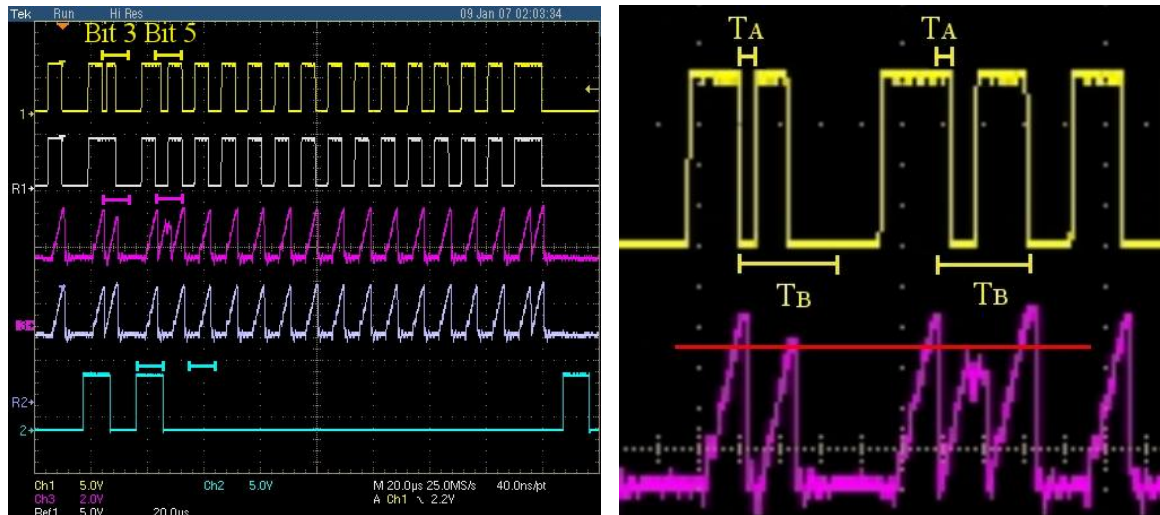 Tek Run Hi Res 09 Jan 07 02:03:34
Bit 3 Bit 5
1
R1
3
R2
2
Ch1 5.0V Ch2 5.0V M 20.0µs 25.0MS/s 40.0ns/pt
Ch3 2.0V A Ch1 \ 2.2V
Ref1 5.0V 20.0µs
TA TA
TB TB